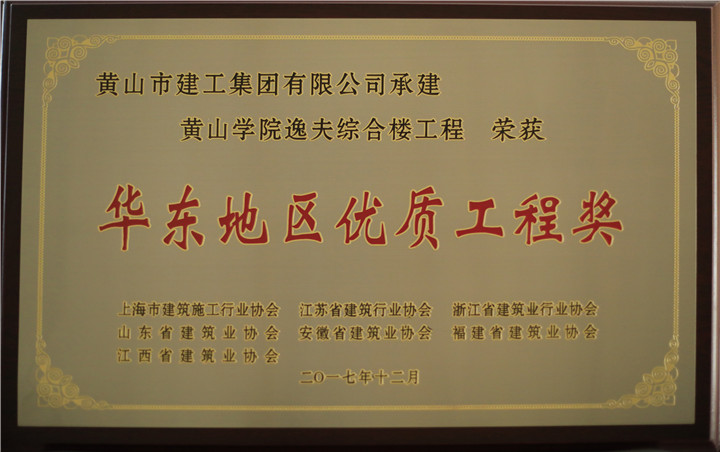 黄山市建工集团有限公司承建
黄山学院逸夫综合楼工程 荣获
华东地区优质工程奖
上海市建筑施工行业协会 江苏省建筑行业协会 浙江省建筑业行业协会
山东省建筑业协会 安徽省建筑业协会 福建省建筑业协会
江西省建筑业协会
二〇一七年十二月